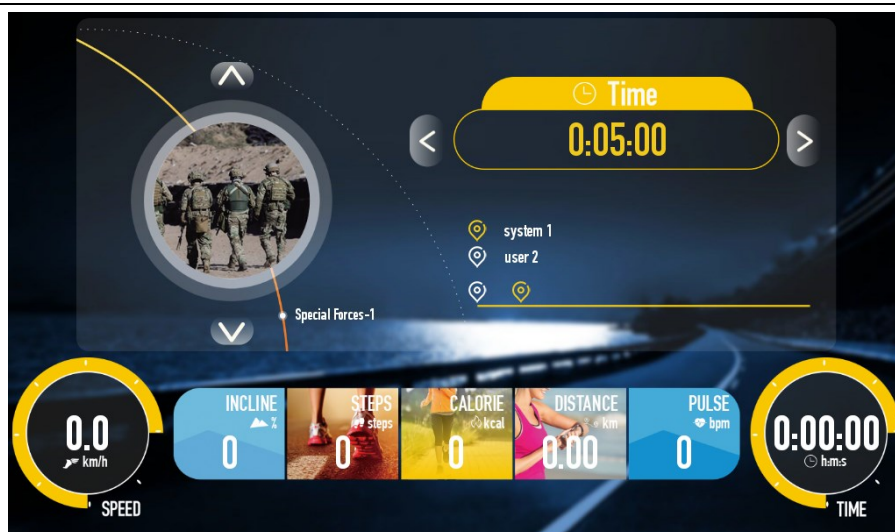 Time
<
0:05:00
>
system 1
user 2
Special Forces-1
INCLINE
%
0
STEPS
steps
0
CALORIE
kcal
0
DISTANCE
km
0.00
PULSE
bpm
0
0.0
km/h
SPEED
0:00:00
h:m:s
TIME